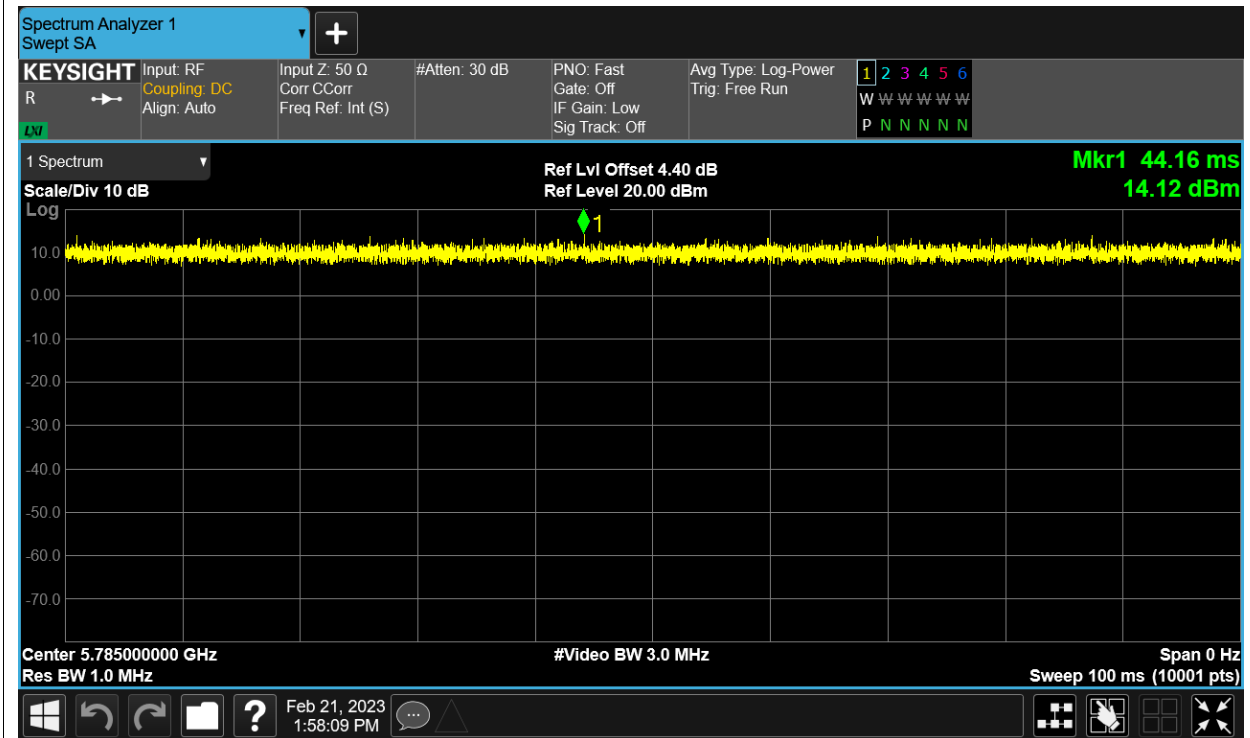 Spectrum Analyzer 1
Swept SA
KEYSIGHT
R
LXI
Input: RF
Coupling: DC
Align: Auto
Input Z: 50 Ω
Corr CCorr
Freq Ref: Int (S)
#Atten: 30 dB
PNO: Fast
Gate: Off
IF Gain: Low
Sig Track: Off
Avg Type: Log-Power
Trig: Free Run
1 2 3 4 5 6
W W W W W W
P N N N N N
1 Spectrum
Scale/Div 10 dB
Log
Ref Lvl Offset 4.40 dB
Ref Level 20.00 dBm
Mkr1 44.16 ms
14.12 dBm
1
10.0
0.00
-10.0
-20.0
-30.0
-40.0
-50.0
-60.0
-70.0
Center 5.785000000 GHz
Res BW 1.0 MHz
#Video BW 3.0 MHz
Span 0 Hz
Sweep 100 ms (10001 pts)
?
Feb 21, 2023
1:58:09 PM